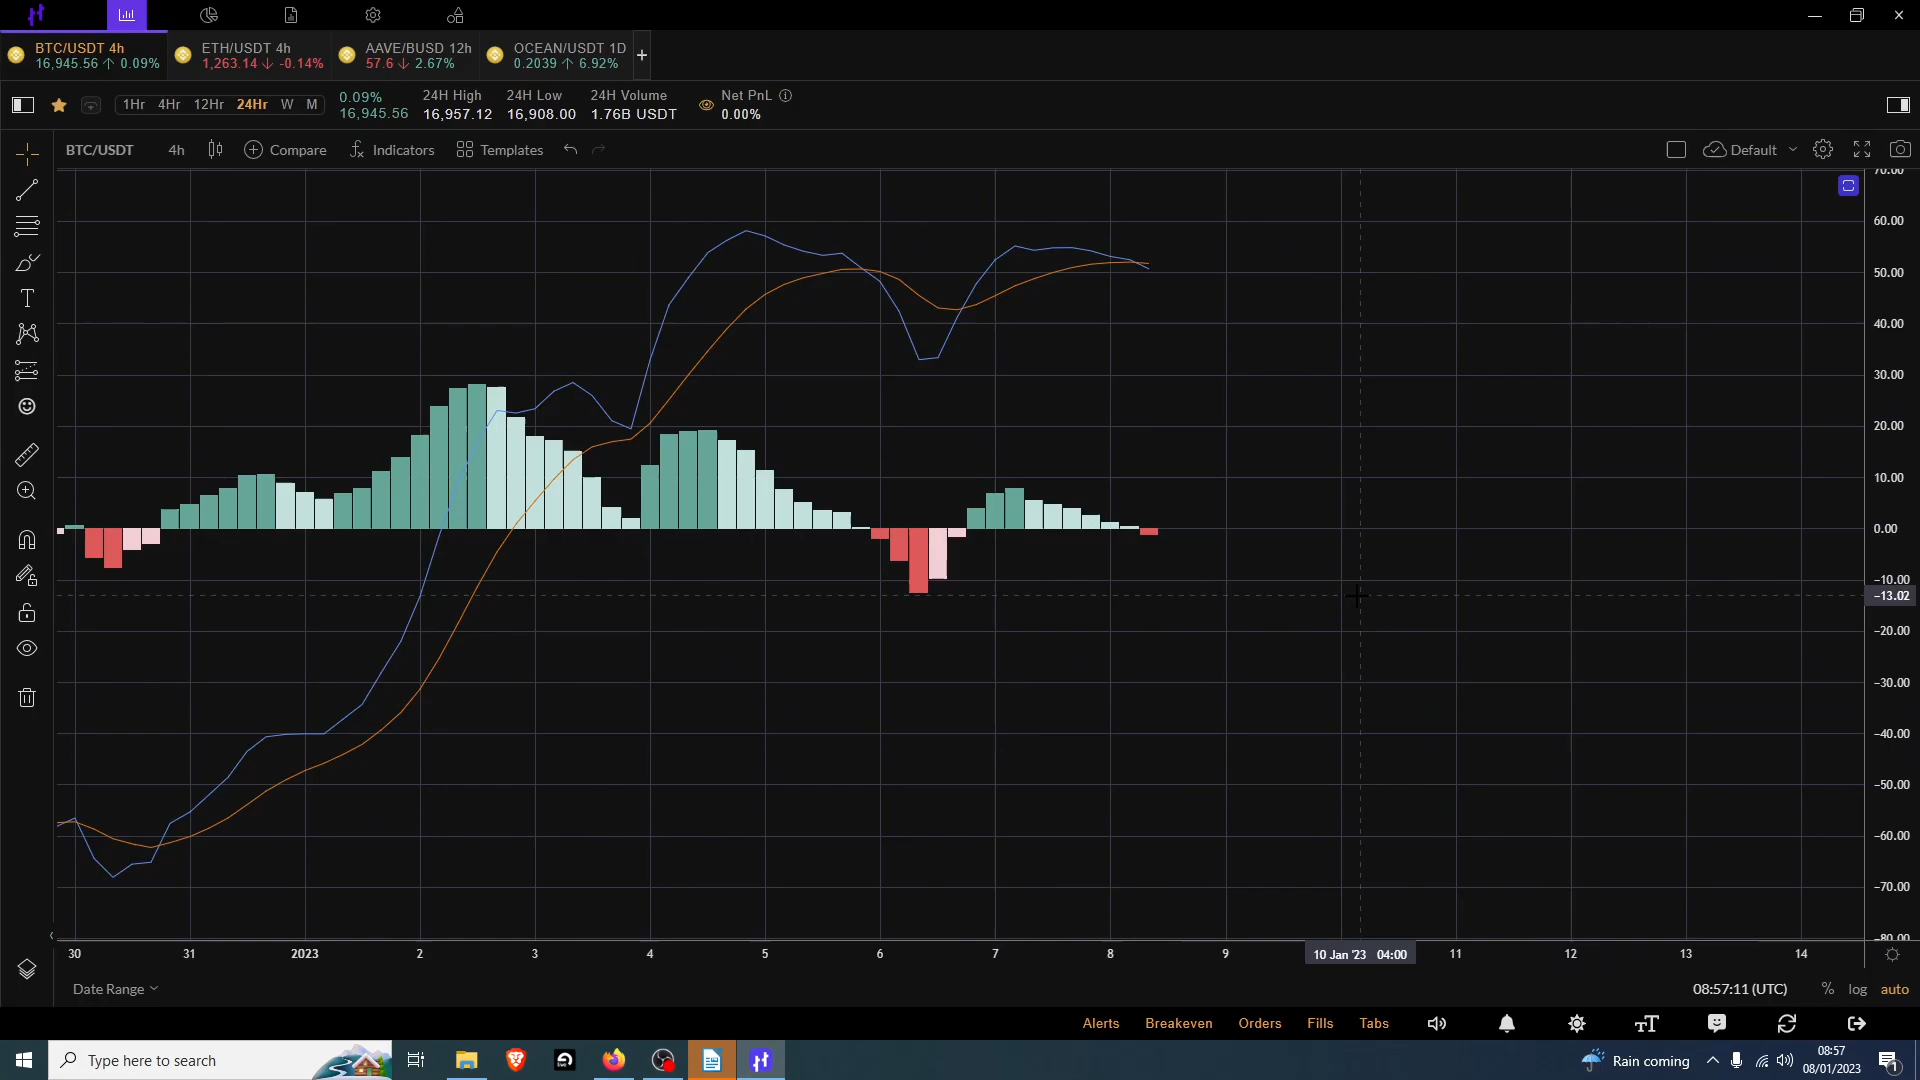 BTC/USDT 4h
16,945.56 ↑ 0.09%
ETH/USDT 4h
1,263.14 ↓ -0.14%
AAVE/BUSD 12h
57.6 ↓ 2.67%
OCEAN/USDT 1D
0.2039 ↑ 6.92%
+
1Hr 4Hr 12Hr 24Hr W M
0.09%
16,945.56
24H High
16,957.12
24H Low
16,908.00
24H Volume
1.76B USDT
Net PnL
0.00%
BTC/USDT 4h Compare Indicators Templates Default
70.00
60.00
50.00
40.00
30.00
20.00
10.00
0.00
−10.00
−13.02
−20.00
−30.00
−40.00
−50.00
−60.00
−70.00
−80.00
30 31 2023 2 3 4 5 6 7 8 9 10 Jan '23 04:00 11 12 13 14
Date Range 08:57:11 (UTC) % log auto
Alerts Breakeven Orders Fills Tabs
Type here to search
Rain coming
08:57
08/01/2023
1